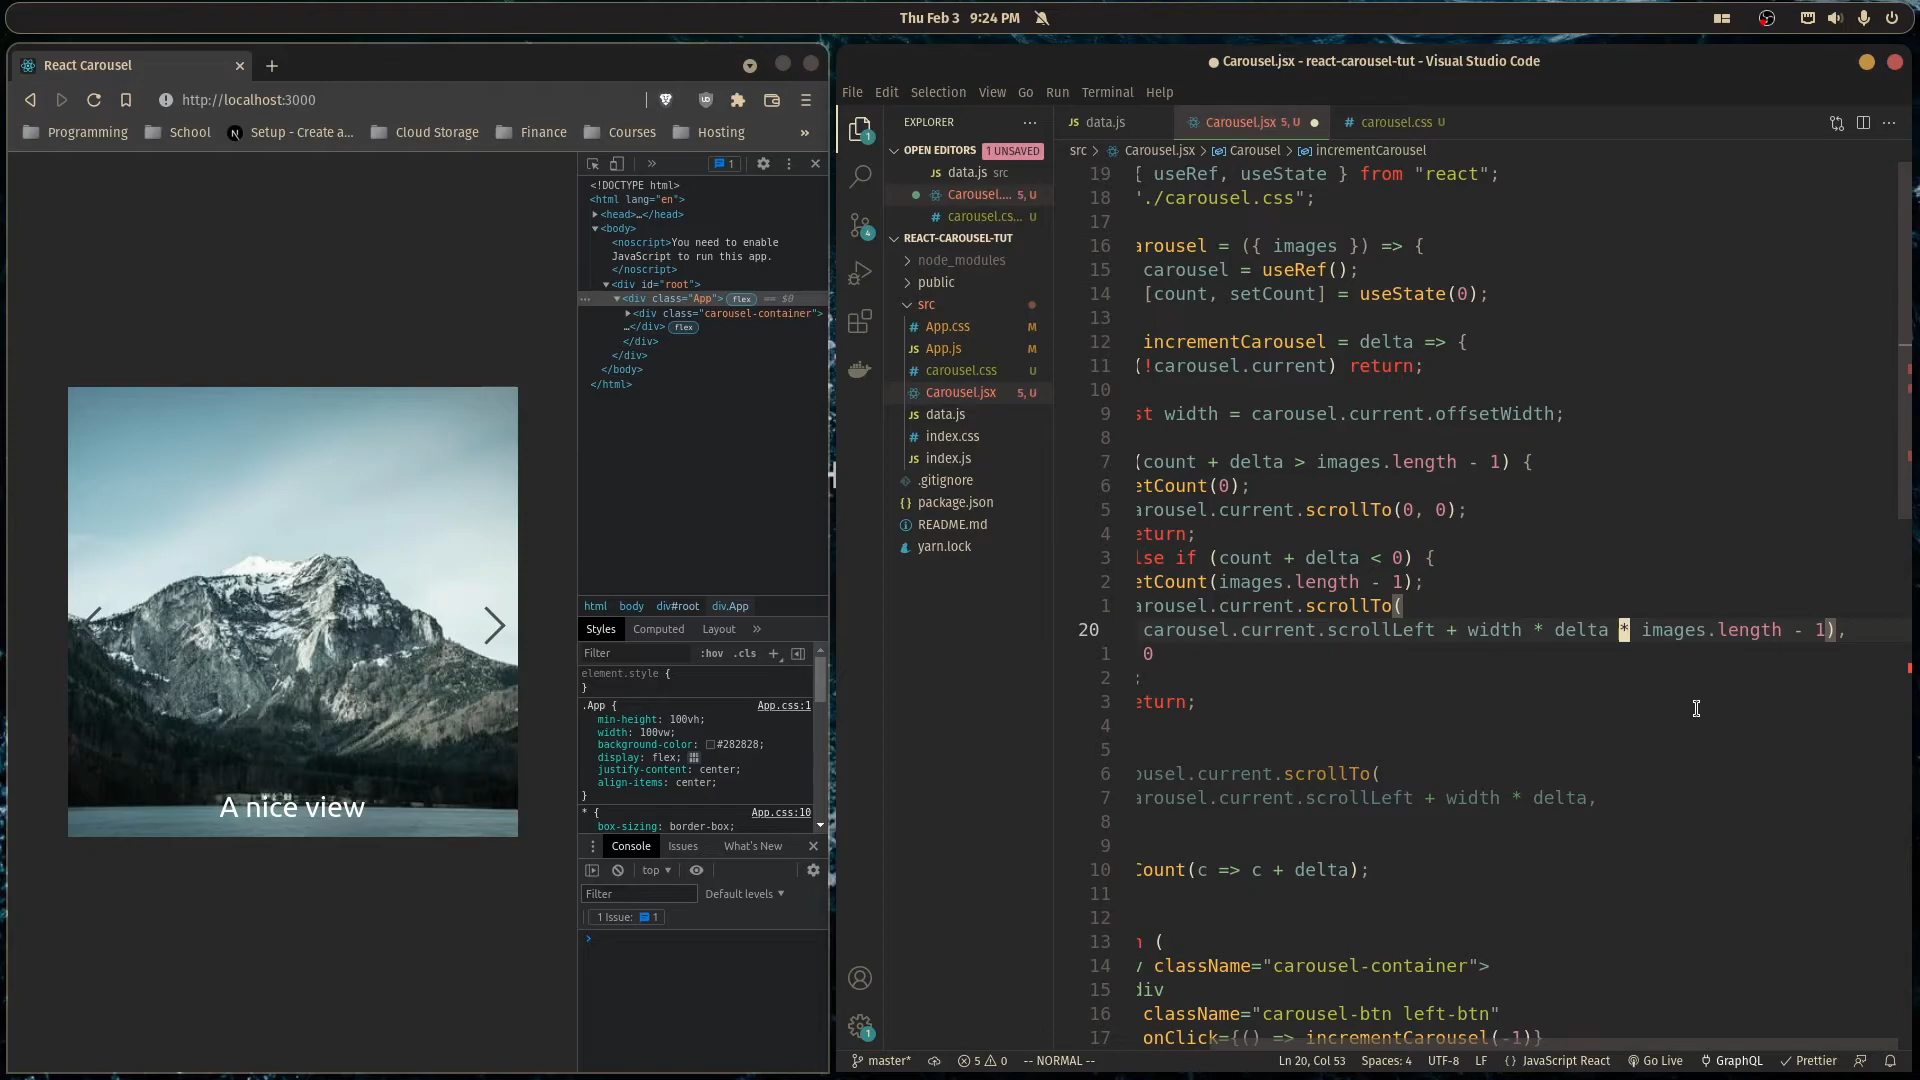 Thu Feb 3 9:24 PM
React Carousel
http://localhost:3000
Programming
School
Setup - Create a...
Cloud Storage
Finance
Courses
Hosting
»
A nice view
» 1
<!DOCTYPE html>
<html lang="en">
<head>…</head>
<body>
<noscript>You need to enable
JavaScript to run this app.
</noscript>
<div id="root">
<div class="App"> flex == $0
<div class="carousel-container">
…</div> flex
</div>
</div>
</body>
</html>
html body div#root div.App
Styles Computed Layout »
Filter :hov .cls +
element.style {
}
.App { App.css:1
min-height: 100vh;
width: 100vw;
background-color: #282828;
display: flex;
justify-content: center;
align-items: center;
}
* { App.css:10
box-sizing: border-box;
Console Issues What's New
top
Filter Default levels
1 Issue: 1
Carousel.jsx - react-carousel-tut - Visual Studio Code
File Edit Selection View Go Run Terminal Help
1
4
1
EXPLORER
OPEN EDITORS 1 UNSAVED
data.js src
Carousel.... 5, U
carousel.cs... U
REACT-CAROUSEL-TUT
node_modules
public
src
App.css M
App.js M
carousel.css U
Carousel.jsx 5, U
data.js
index.css
index.js
.gitignore
package.json
README.md
yarn.lock
data.js
Carousel.jsx 5, U
carousel.css U
src > Carousel.jsx > Carousel > incrementCarousel
19 { useRef, useState } from "react";
18 './carousel.css";
17
16 arousel = ({ images }) => {
15 carousel = useRef();
14 [count, setCount] = useState(0);
13
12 incrementCarousel = delta => {
11 (!carousel.current) return;
10
9 st width = carousel.current.offsetWidth;
8
7 (count + delta > images.length - 1) {
6 etCount(0);
5 arousel.current.scrollTo(0, 0);
4 eturn;
3 lse if (count + delta < 0) {
2 etCount(images.length - 1);
1 arousel.current.scrollTo(
20 carousel.current.scrollLeft + width * delta * images.length - 1),
1 0
2 ;
3 eturn;
4
5
6 ousel.current.scrollTo(
7 arousel.current.scrollLeft + width * delta,
8
9
10 Count(c => c + delta);
11
12
13 n (
14 v className="carousel-container">
15 div
16 className="carousel-btn left-btn"
17 onClick={() => incrementCarousel(-1)}
master* 5 0 -- NORMAL -- Ln 20, Col 53 Spaces: 4 UTF-8 LF {} JavaScript React Go Live GraphQL Prettier